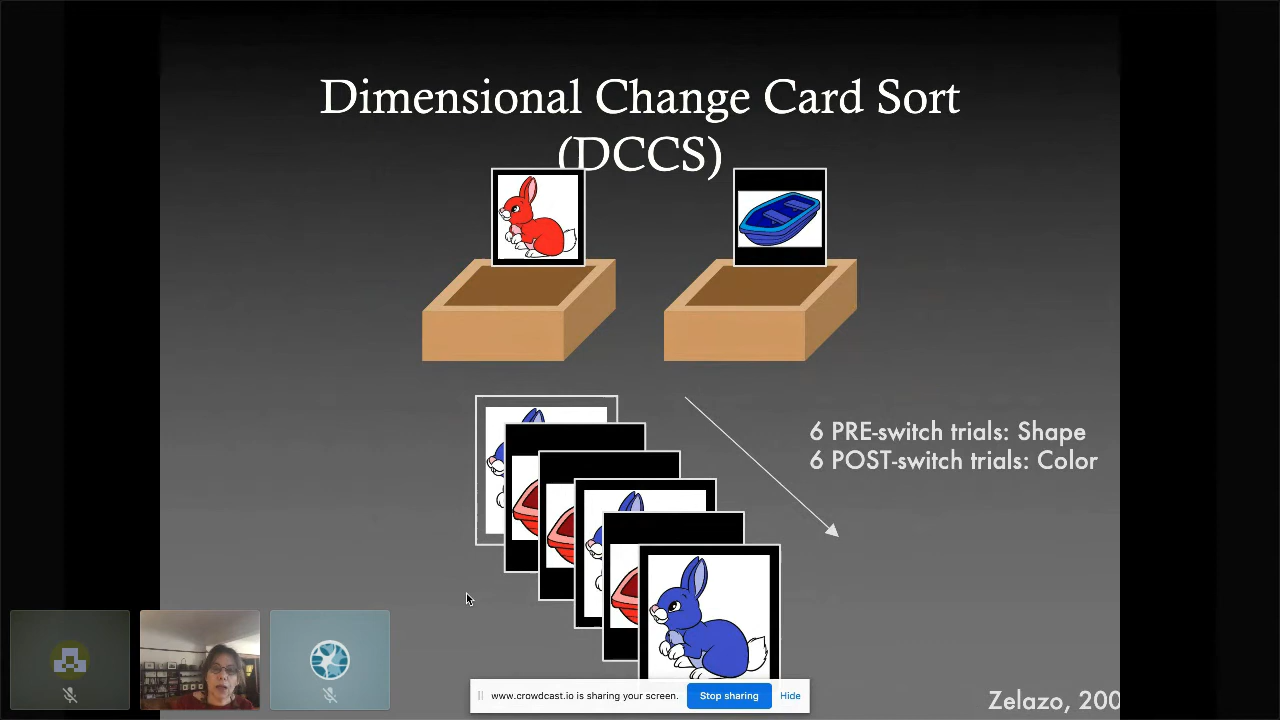 Dimensional Change Card Sort
(DCCS)
6 PRE-switch trials: Shape
6 POST-switch trials: Color
Zelazo, 200
www.crowdcast.io is sharing your screen.
Stop sharing
Hide